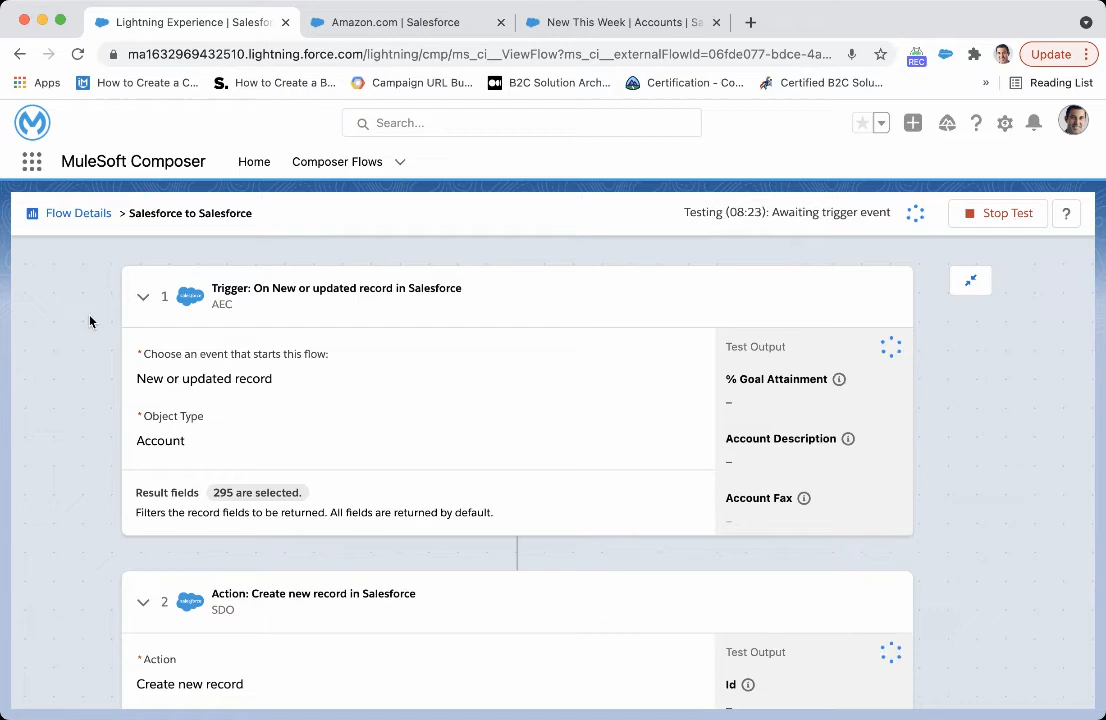 Lightning Experience | Salesfor
Amazon.com | Salesforce
New This Week | Accounts | Sa
ma1632969432510.lightning.force.com/lightning/cmp/ms_ci__ViewFlow?ms_ci__externalFlowId=06fde077-bdce-4a...
REC
Update
Apps
How to Create a C...
How to Create a B...
Campaign URL Bu...
B2C Solution Arch...
Certification - Co...
Certified B2C Solu...
»
Reading List
Search...
MuleSoft Composer
Home
Composer Flows
Flow Details > Salesforce to Salesforce
Testing (08:23): Awaiting trigger event
Stop Test
?
1
salesforce
Trigger: On New or updated record in Salesforce
AEC
*Choose an event that starts this flow:
New or updated record
*Object Type
Account
Result fields 295 are selected.
Filters the record fields to be returned. All fields are returned by default.
Test Output
% Goal Attainment
–
Account Description
–
Account Fax
–
2
salesforce
Action: Create new record in Salesforce
SDO
*Action
Create new record
Test Output
Id
–